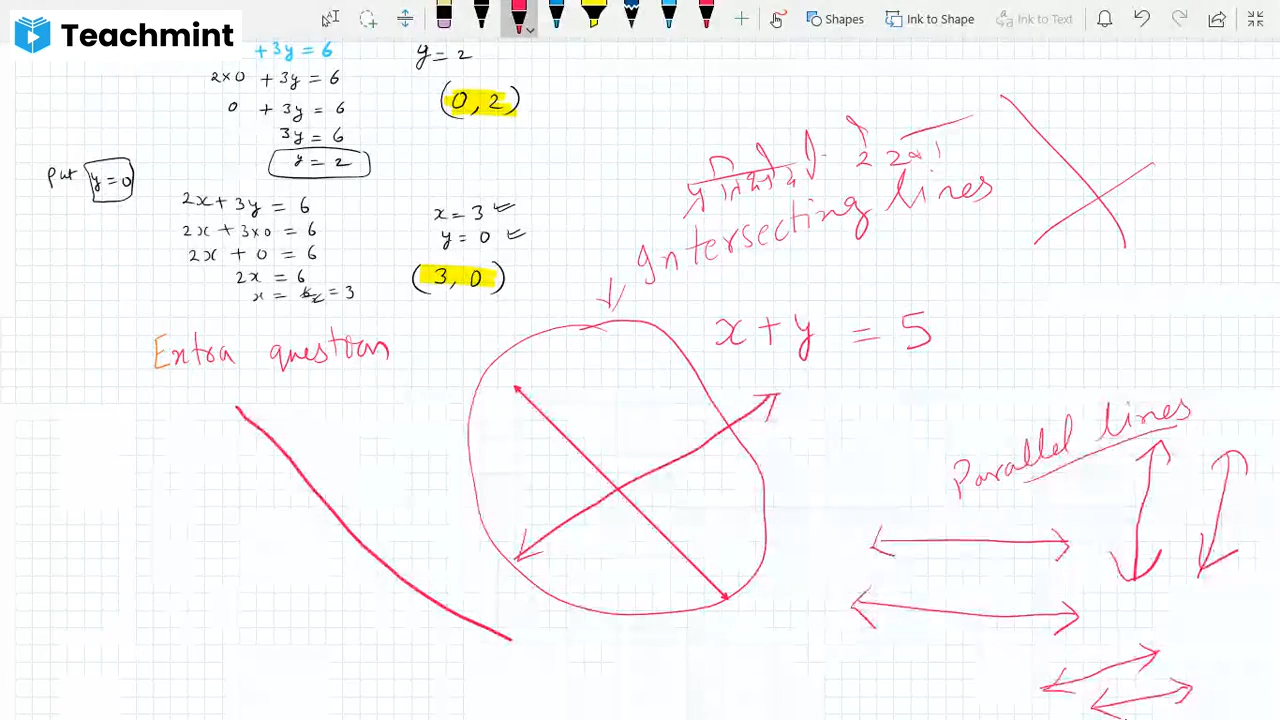 Teachmint
Shapes
Ink to Shape
Ink to Text
+3y = 6
2×0 + 3y = 6
0 + 3y = 6
3y = 6
y = 2
y = 2
(0, 2)
Put y=0
2x + 3y = 6
2x + 3×0 = 6
2x + 0 = 6
2x = 6
x = 3
y = 0
(3, 0)
Intersecting lines
x + y = 5
Extra question
Parallel lines